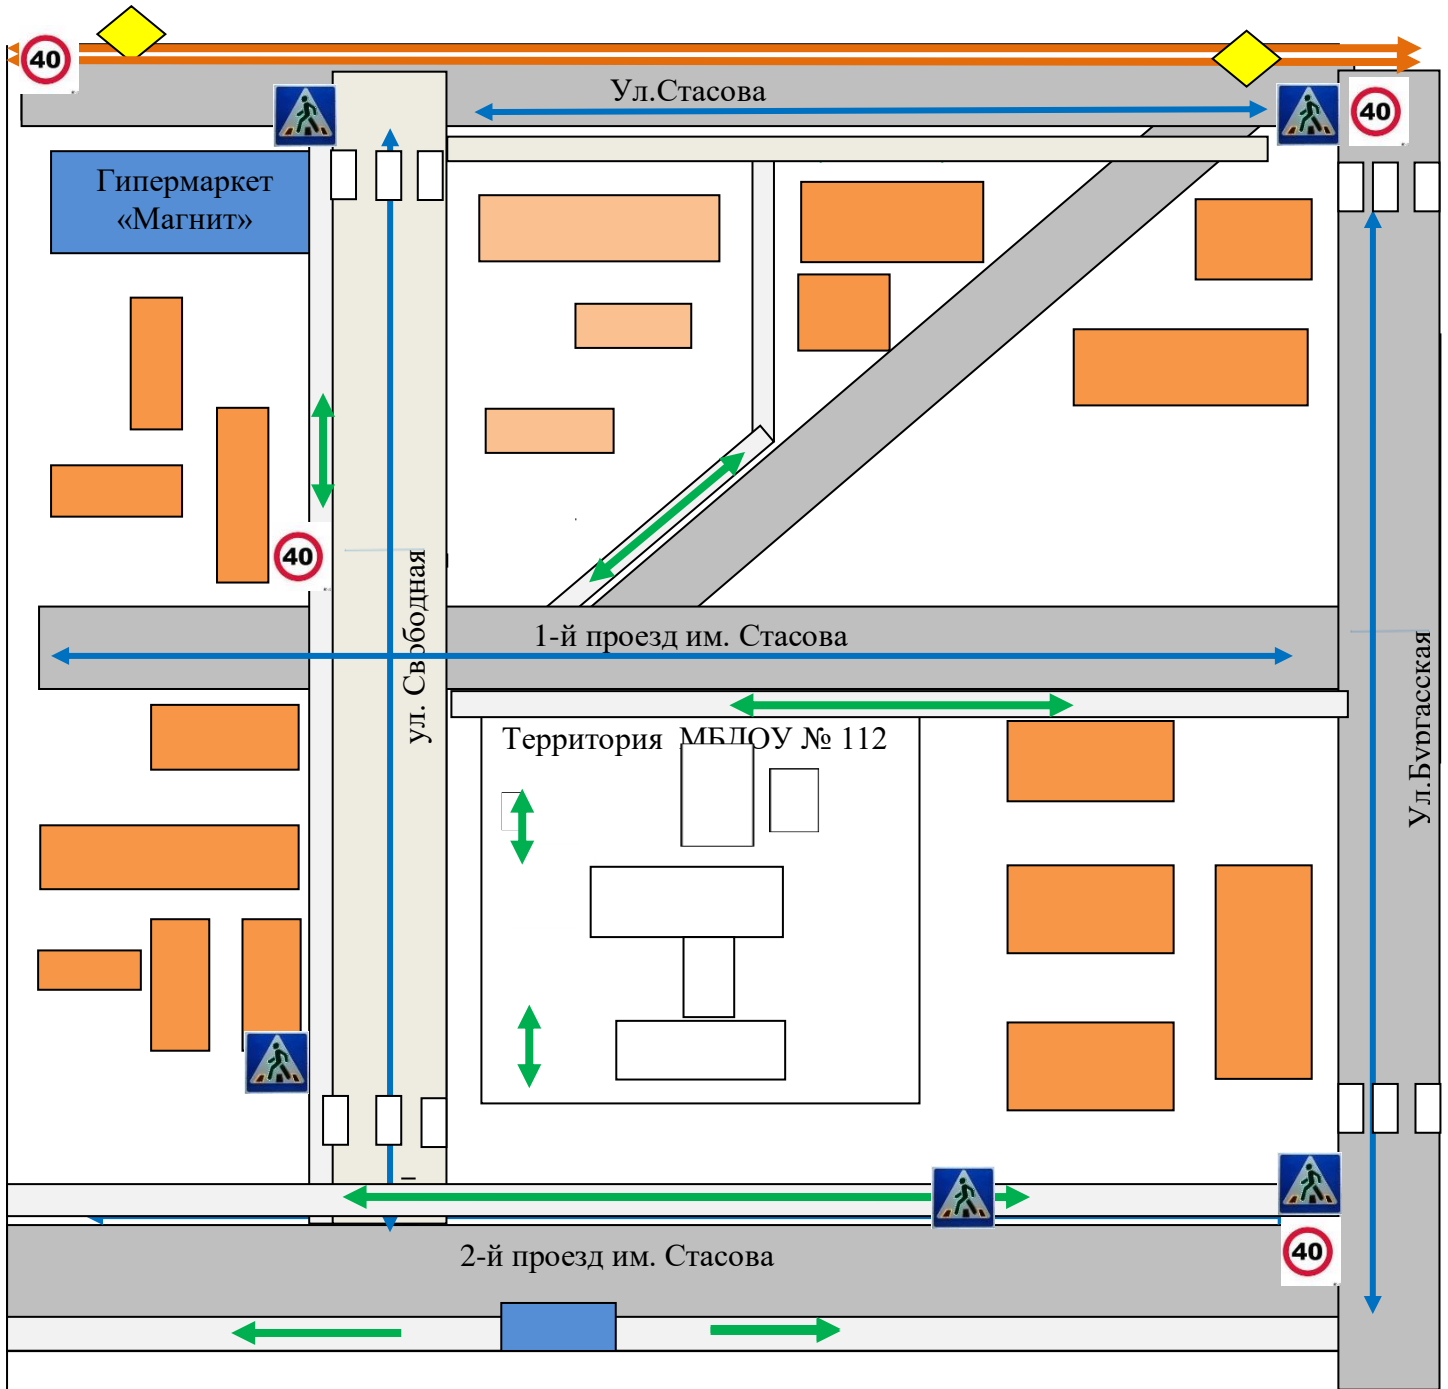 40
Ул.Стасова
40
Гипермаркет
«Магнит»
40
ул. Свободная
1-й проезд им. Стасова
Ул.Бургасская
Территория МБДОУ № 112
2-й проезд им. Стасова
40